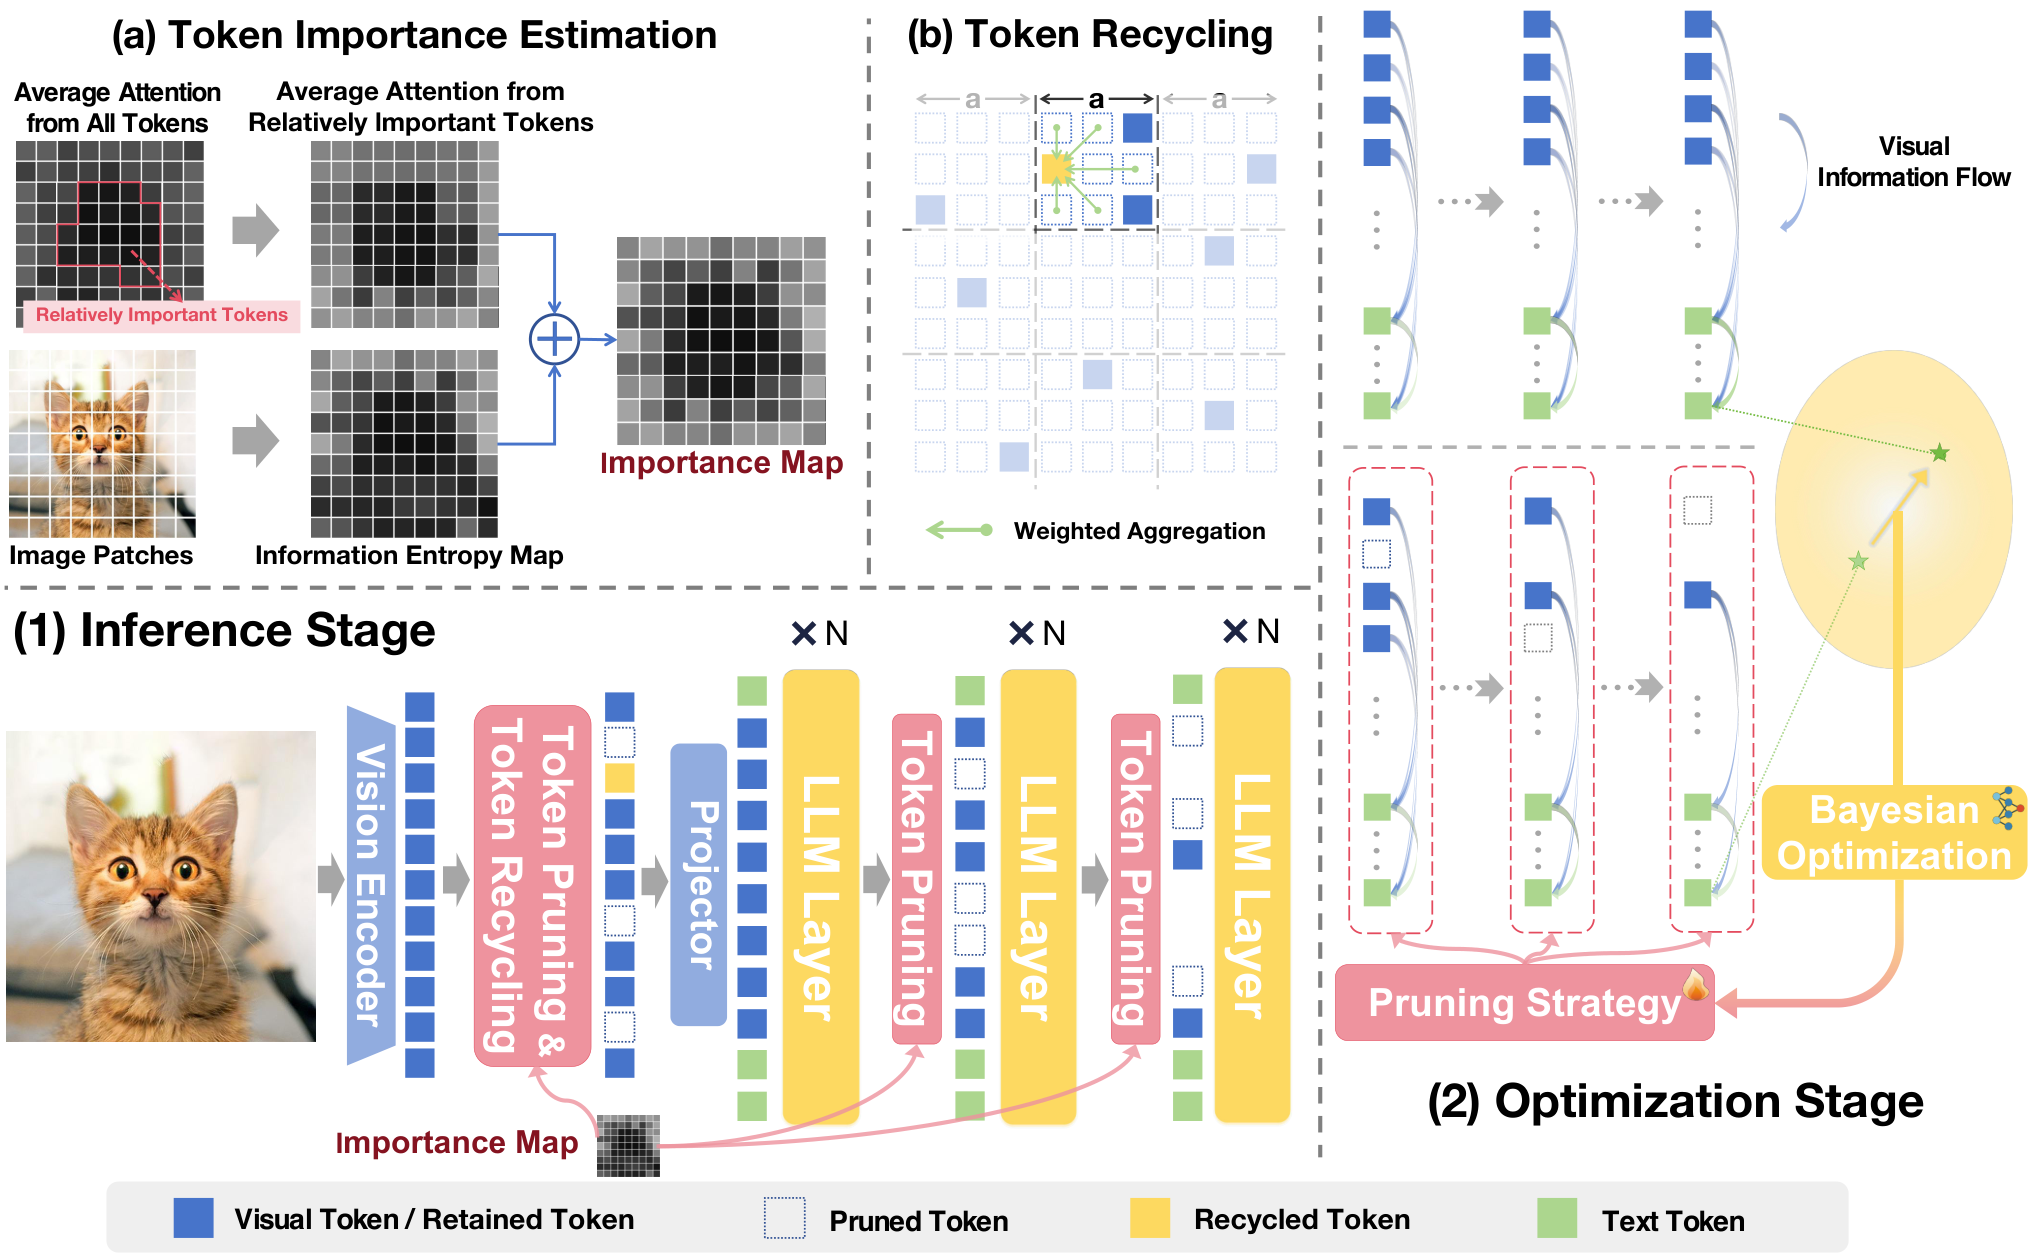 (a) Token Importance Estimation
Average Attention
from All Tokens
Average Attention from
Relatively Important Tokens
Relatively Important Tokens
Importance Map
Image Patches
Information Entropy Map
(b) Token Recycling
a
a
a
Weighted Aggregation
Visual
Information Flow
(1) Inference Stage
× N
× N
× N
Vision Encoder
Token Pruning &
Token Recycling
Projector
LLM Layer
Token Pruning
LLM Layer
Token Pruning
LLM Layer
Importance Map
Bayesian
Optimization
Pruning Strategy
(2) Optimization Stage
Visual Token / Retained Token
Pruned Token
Recycled Token
Text Token